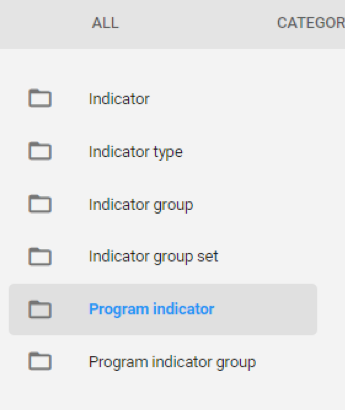 ALL CATEGOR
Indicator
Indicator type
Indicator group
Indicator group set
Program indicator
Program indicator group